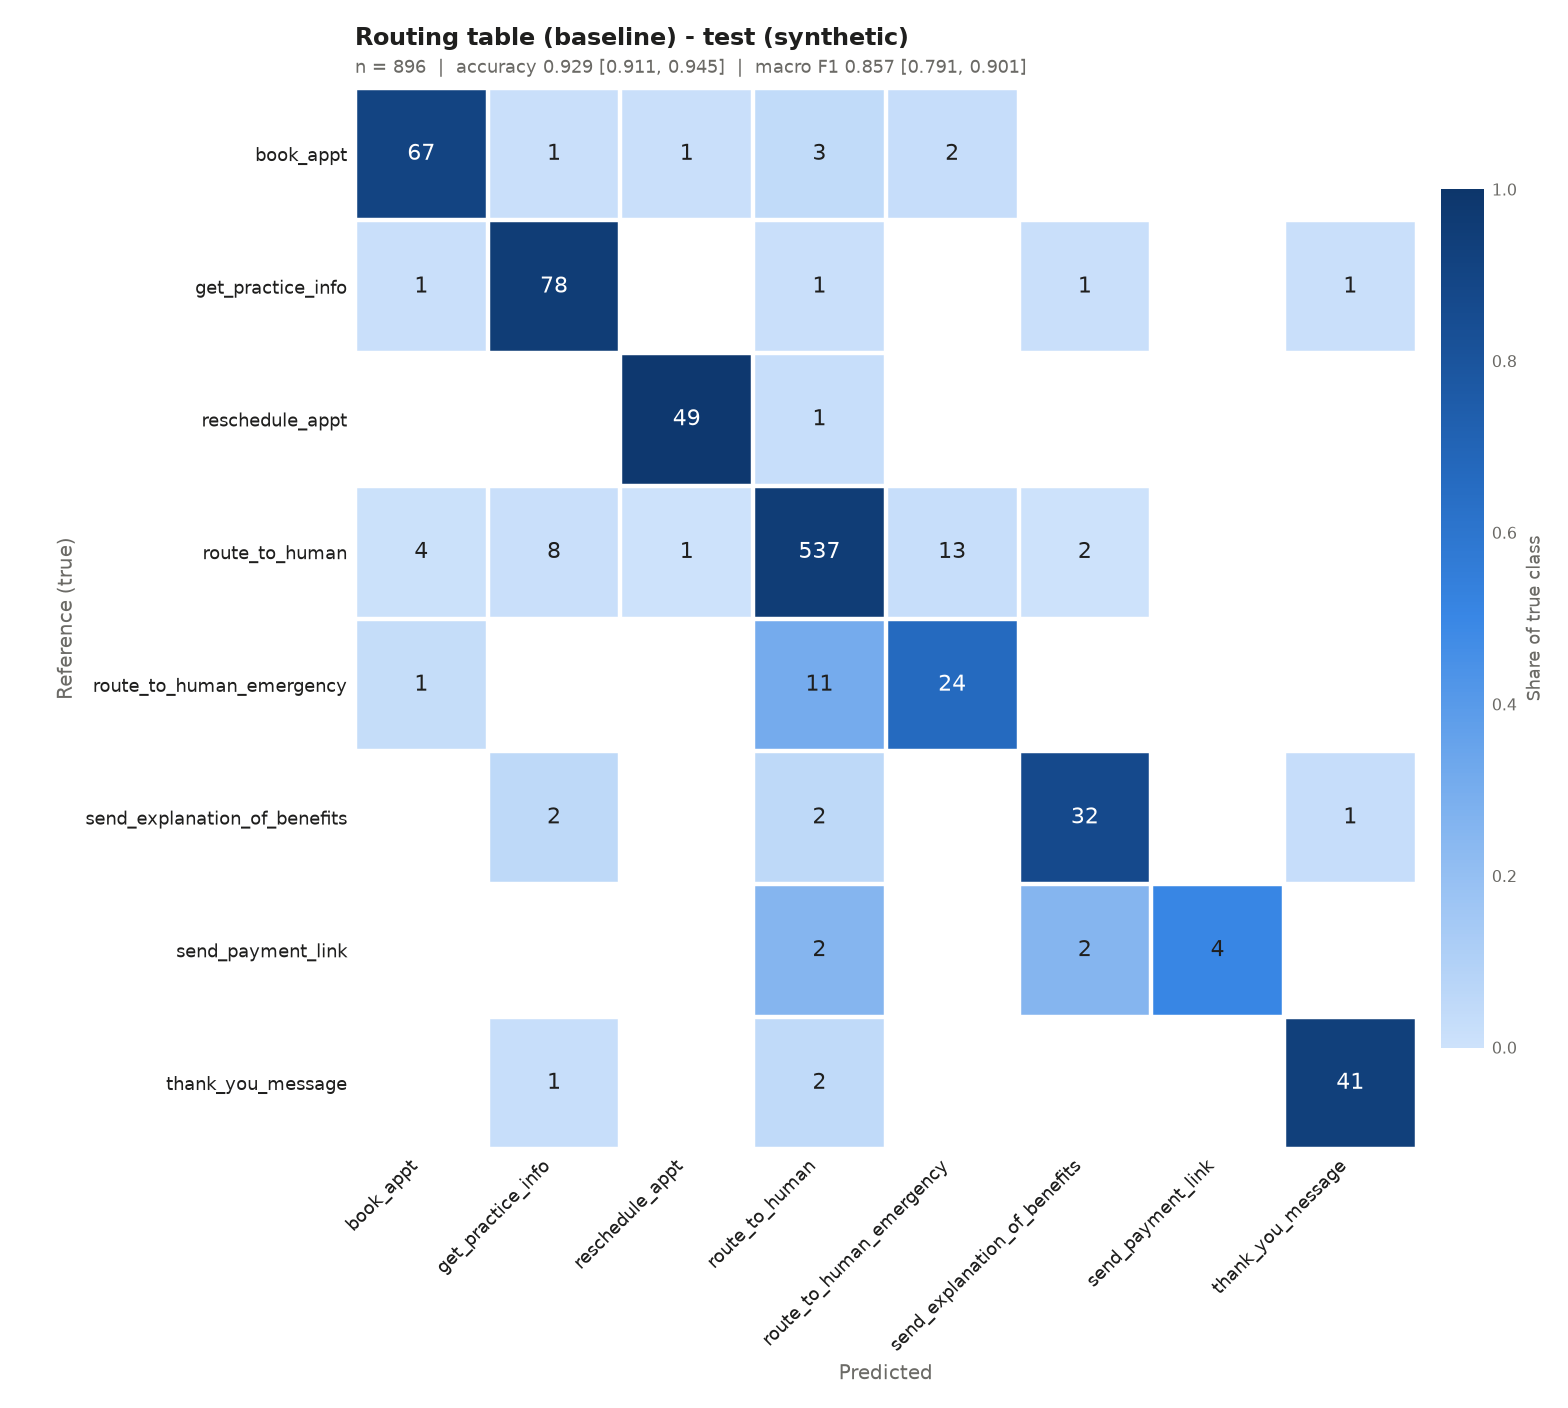 Routing table (baseline) - test (synthetic)
n = 896 | accuracy 0.929 [0.911, 0.945] | macro F1 0.857 [0.791, 0.901]
book_appt 67 1 1 3 2
get_practice_info 1 78 1 1 1
reschedule_appt 49 1
route_to_human 4 8 1 537 13 2
route_to_human_emergency 1 11 24
send_explanation_of_benefits 2 2 32 1
send_payment_link 2 2 4
thank_you_message 1 2 41
Reference (true)
book_appt
get_practice_info
reschedule_appt
route_to_human
route_to_human_emergency
send_explanation_of_benefits
send_payment_link
thank_you_message
Predicted
1.0
0.8
0.6
0.4
0.2
0.0
Share of true class